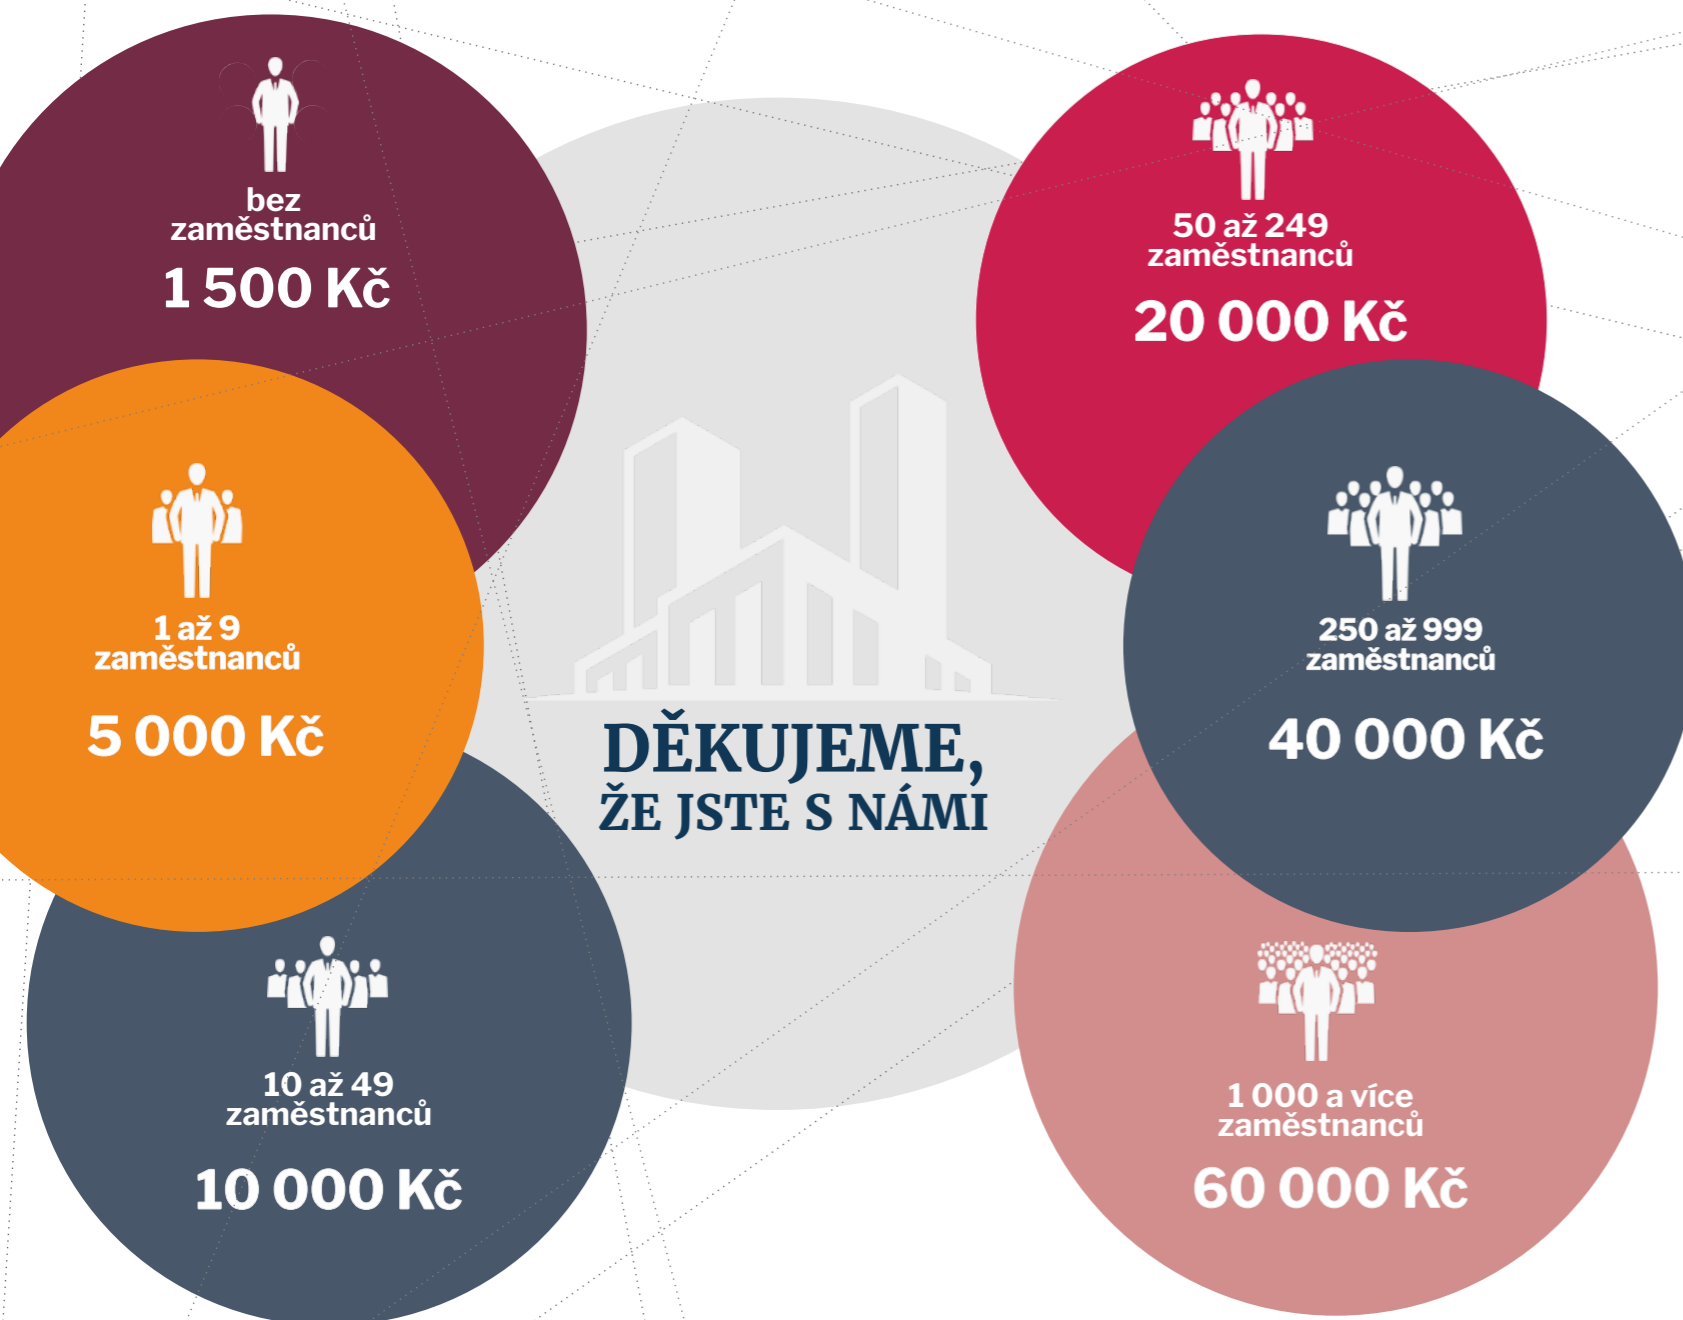 bez
zaměstnanců
1 500 Kč
1 až 9
zaměstnanců
5 000 Kč
10 až 49
zaměstnanců
10 000 Kč
DĚKUJEME,
ŽE JSTE S NÁMI
50 až 249
zaměstnanců
20 000 Kč
250 až 999
zaměstnanců
40 000 Kč
1 000 a více
zaměstnanců
60 000 Kč